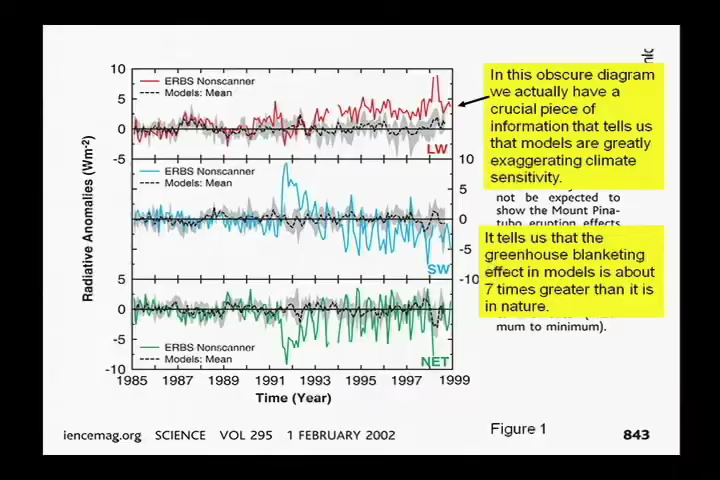 10
5
0
-5
ERBS Nonscanner
Models: Mean
LW
10
5
0
-5
-10
ERBS Nonscanner
Models: Mean
SW
5
0
-5
-10
ERBS Nonscanner
Models: Mean
NET
Radiative Anomalies (Wm-2)
1985 1987 1989 1991 1993 1995 1997 1999
Time (Year)
In this obscure diagram
we actually have a
crucial piece of
information that tells us
that models are greatly
exaggerating climate
sensitivity.
not be expected to
show the Mount Pina-
tubo eruption effects
It tells us that the
greenhouse blanketing
effect in models is about
7 times greater than it is
in nature.
mum to minimum).
Figure 1
iencemag.org SCIENCE VOL 295 1 FEBRUARY 2002
843